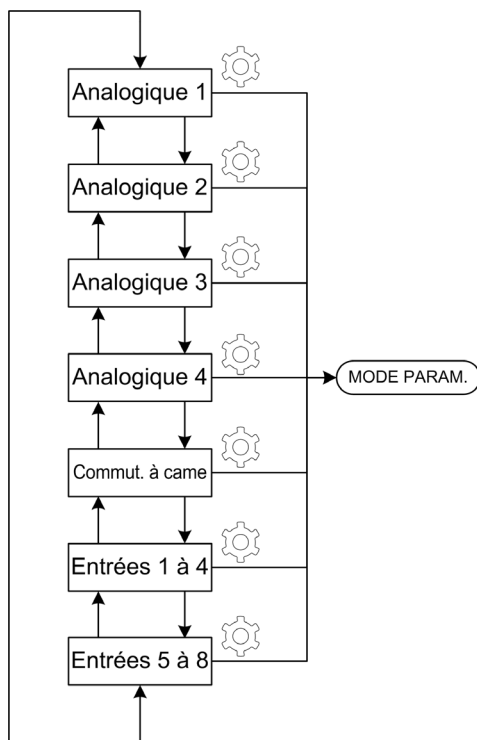 Analogique 1
Analogique 2
Analogique 3
Analogique 4
MODE PARAM.
Commut. à came
Entrées 1 à 4
Entrées 5 à 8